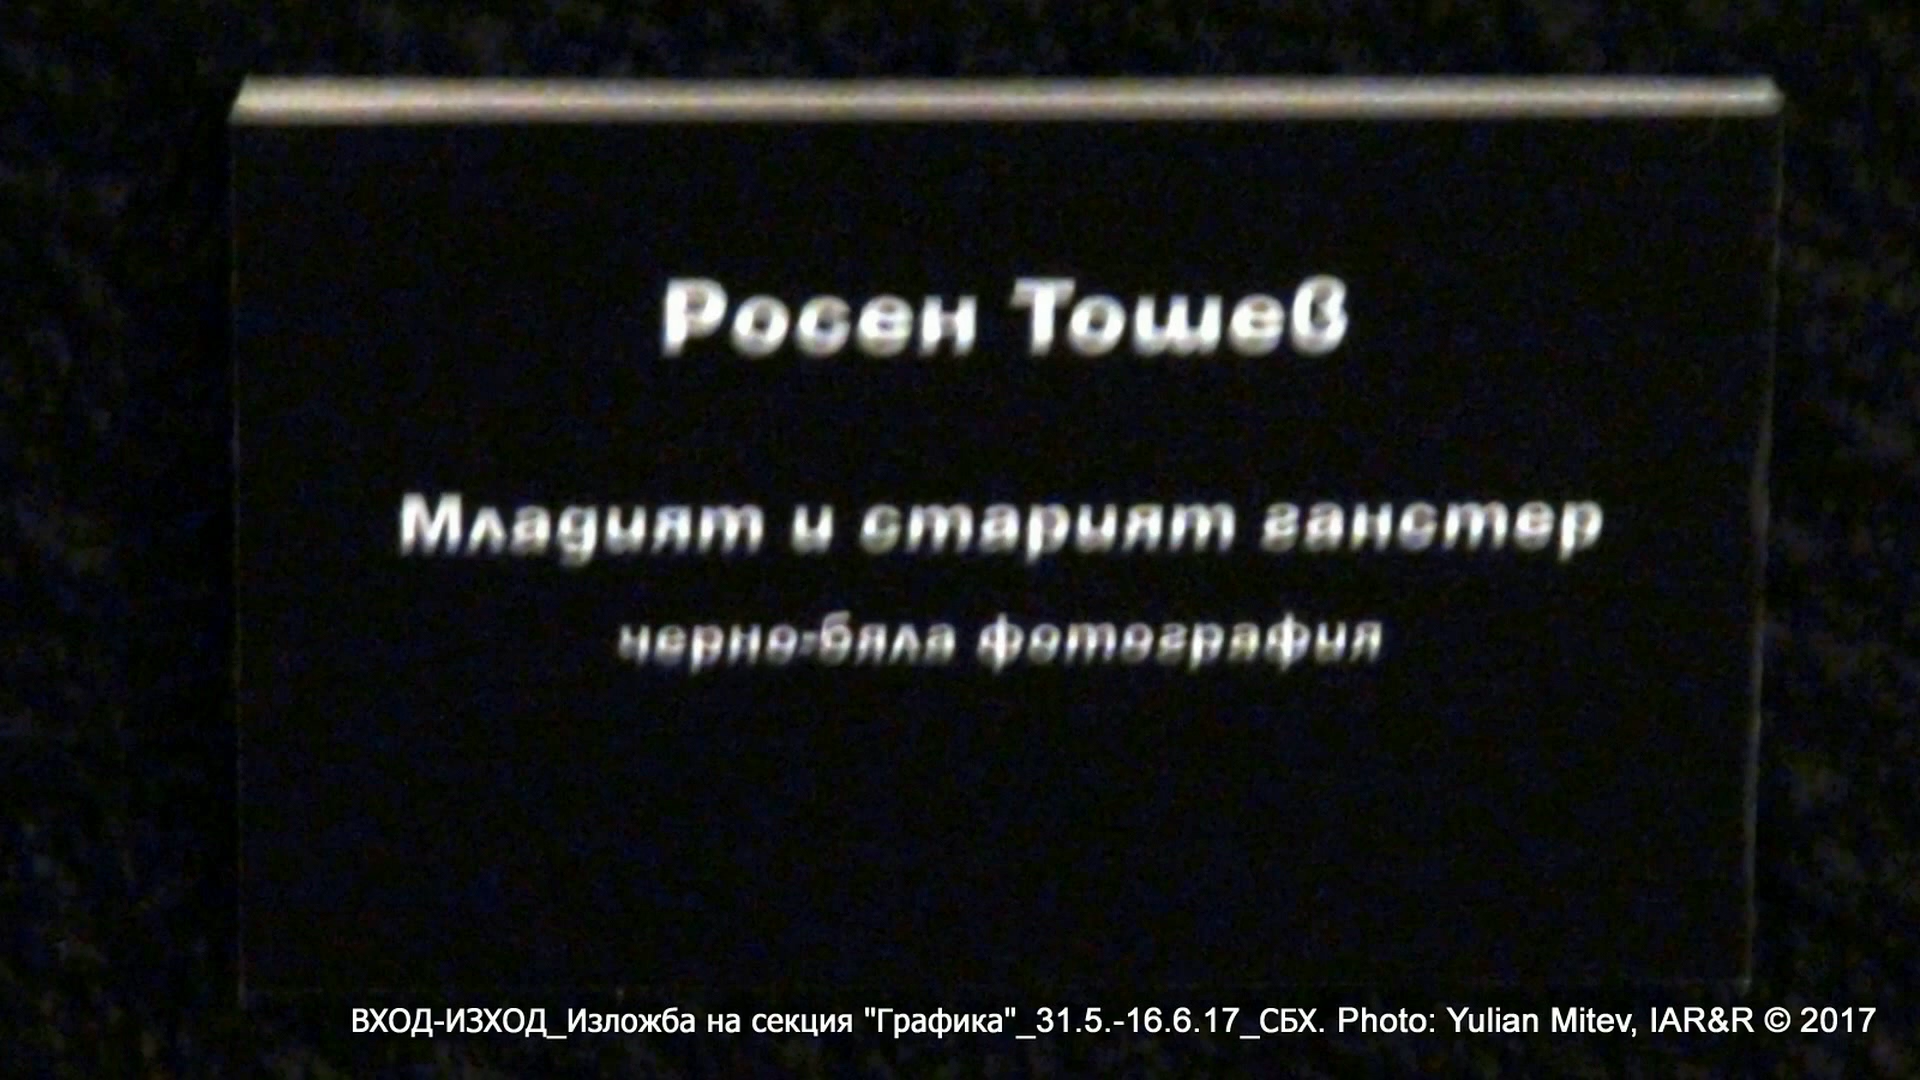 Росен Тошев
Младият и старият ганстер
черно-бяла фотография
ВХОД-ИЗХОД_Изложба на секция "Графика"_31.5.-16.6.17_СБХ. Photo: Yulian Mitev, IAR&R © 2017